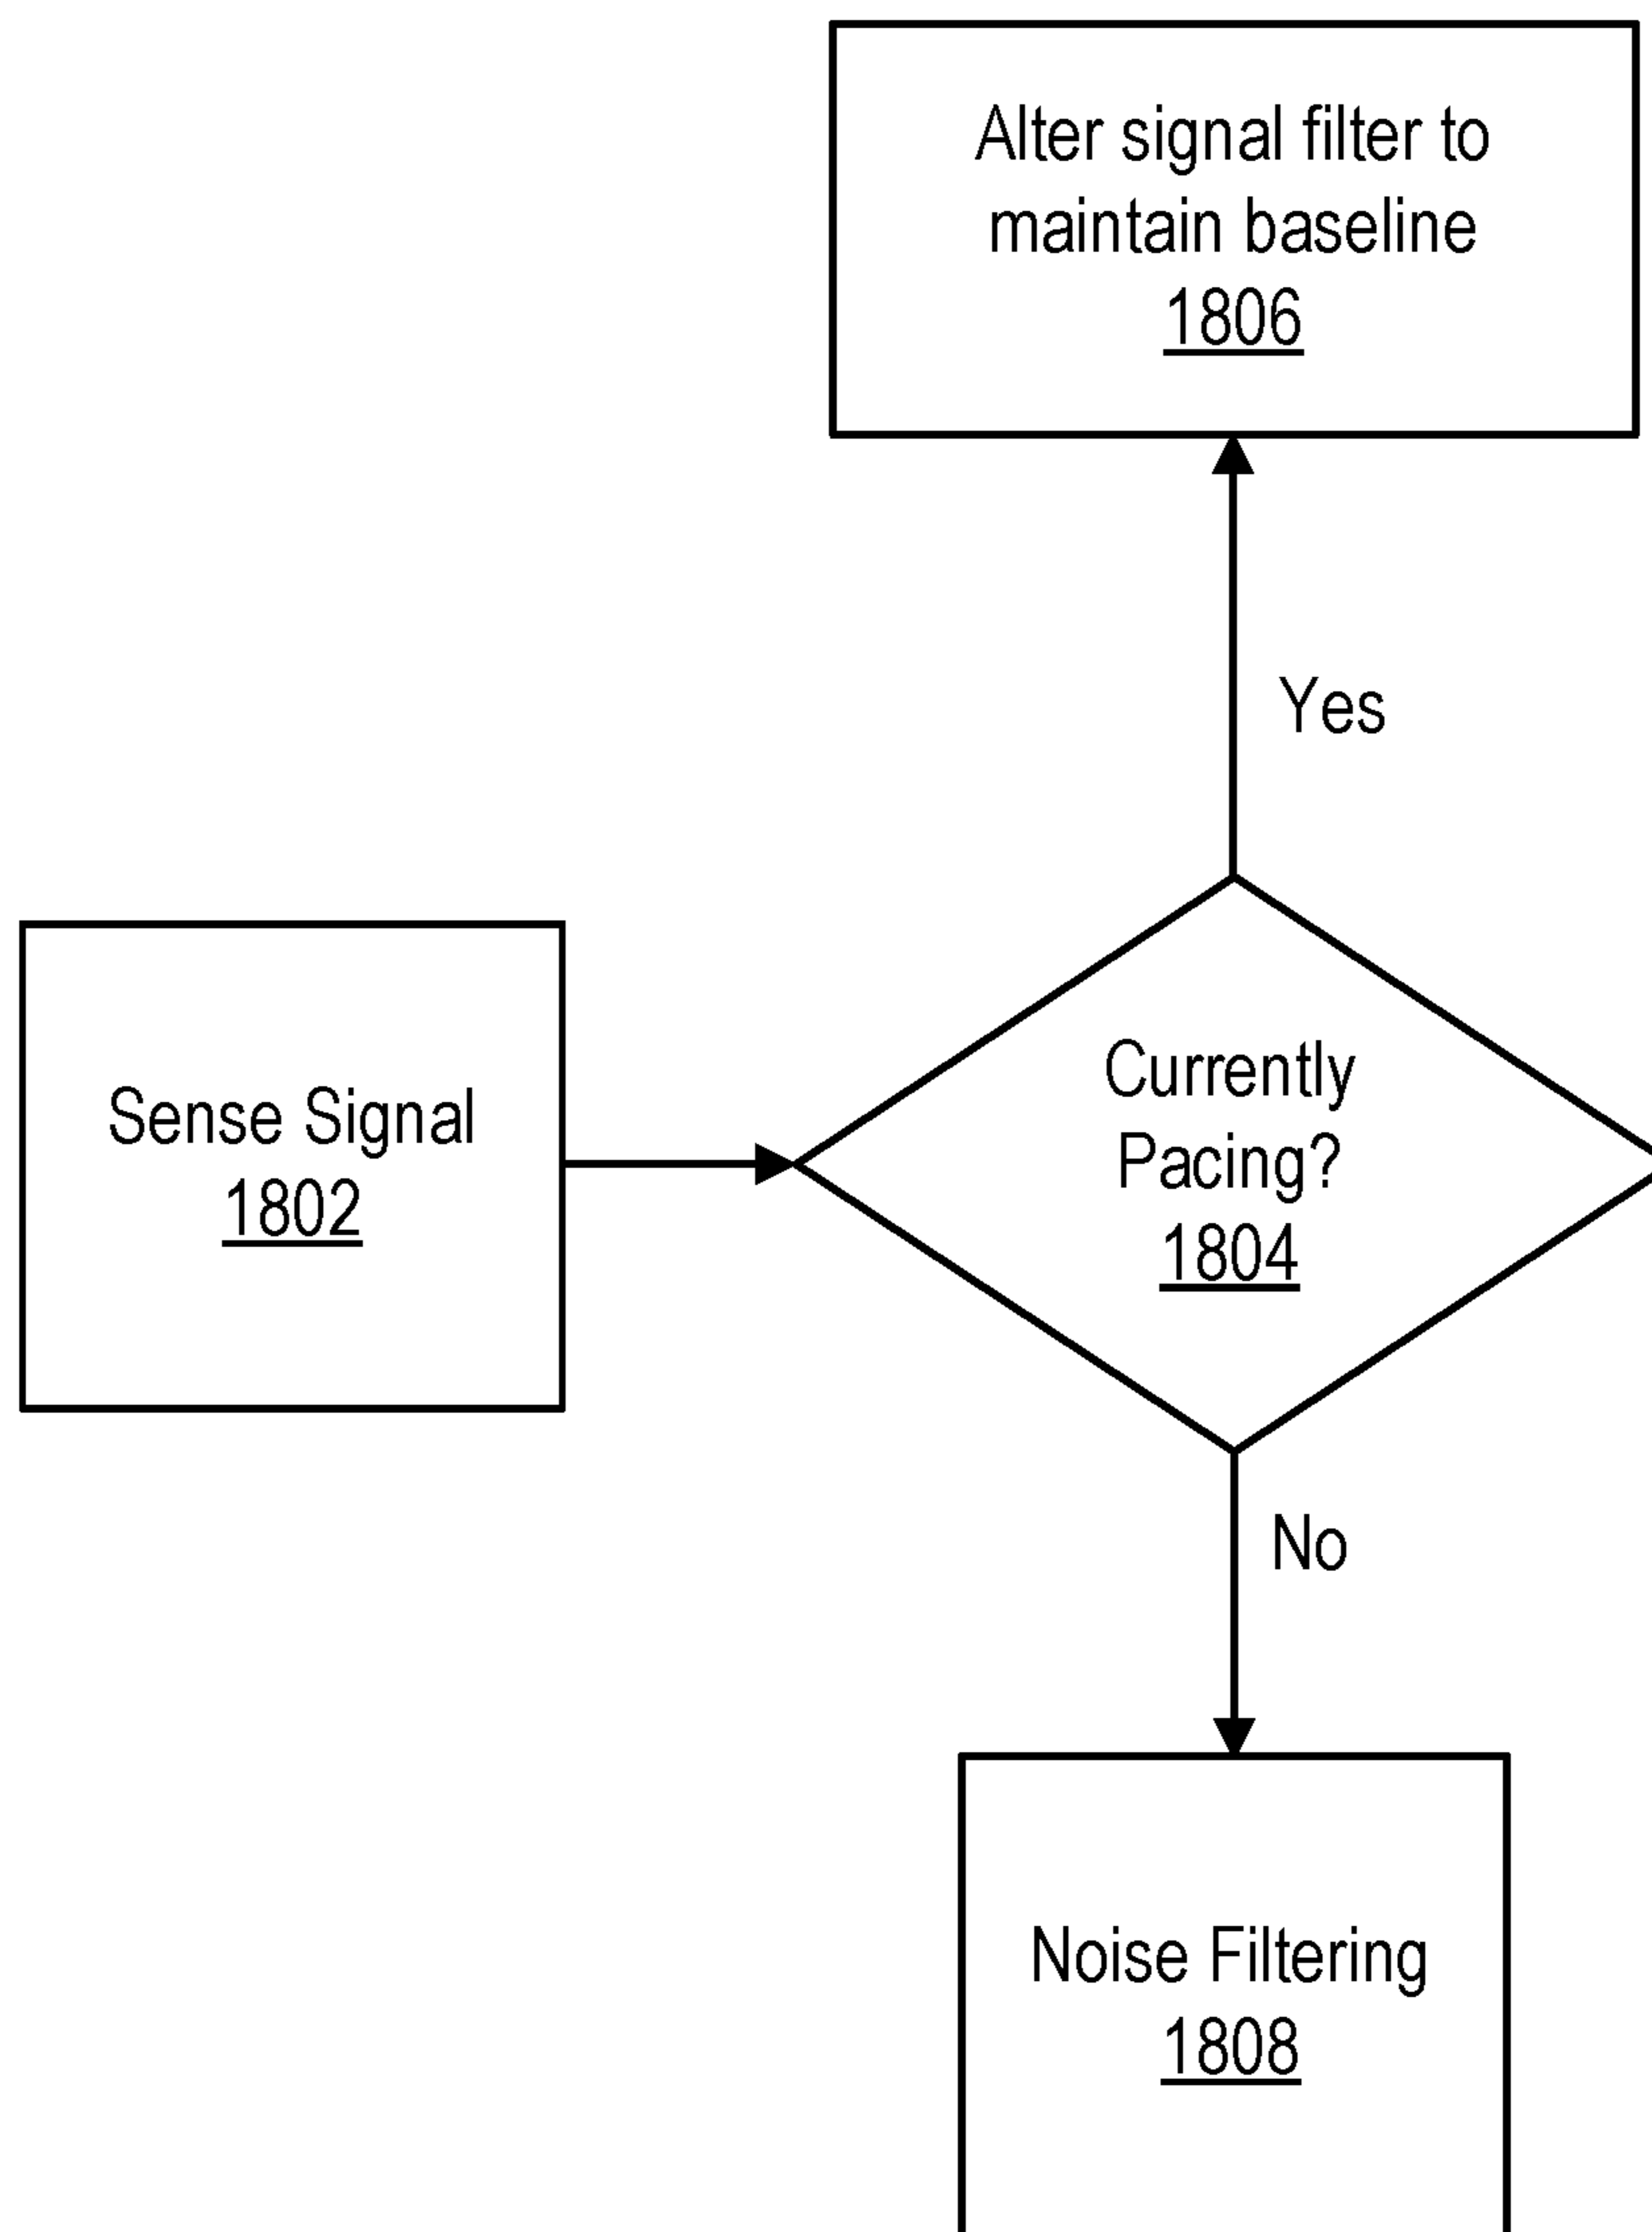 Alter signal filter to
maintain baseline
1806
Yes
Sense Signal
1802
Currently
Pacing?
1804
No
Noise Filtering
1808